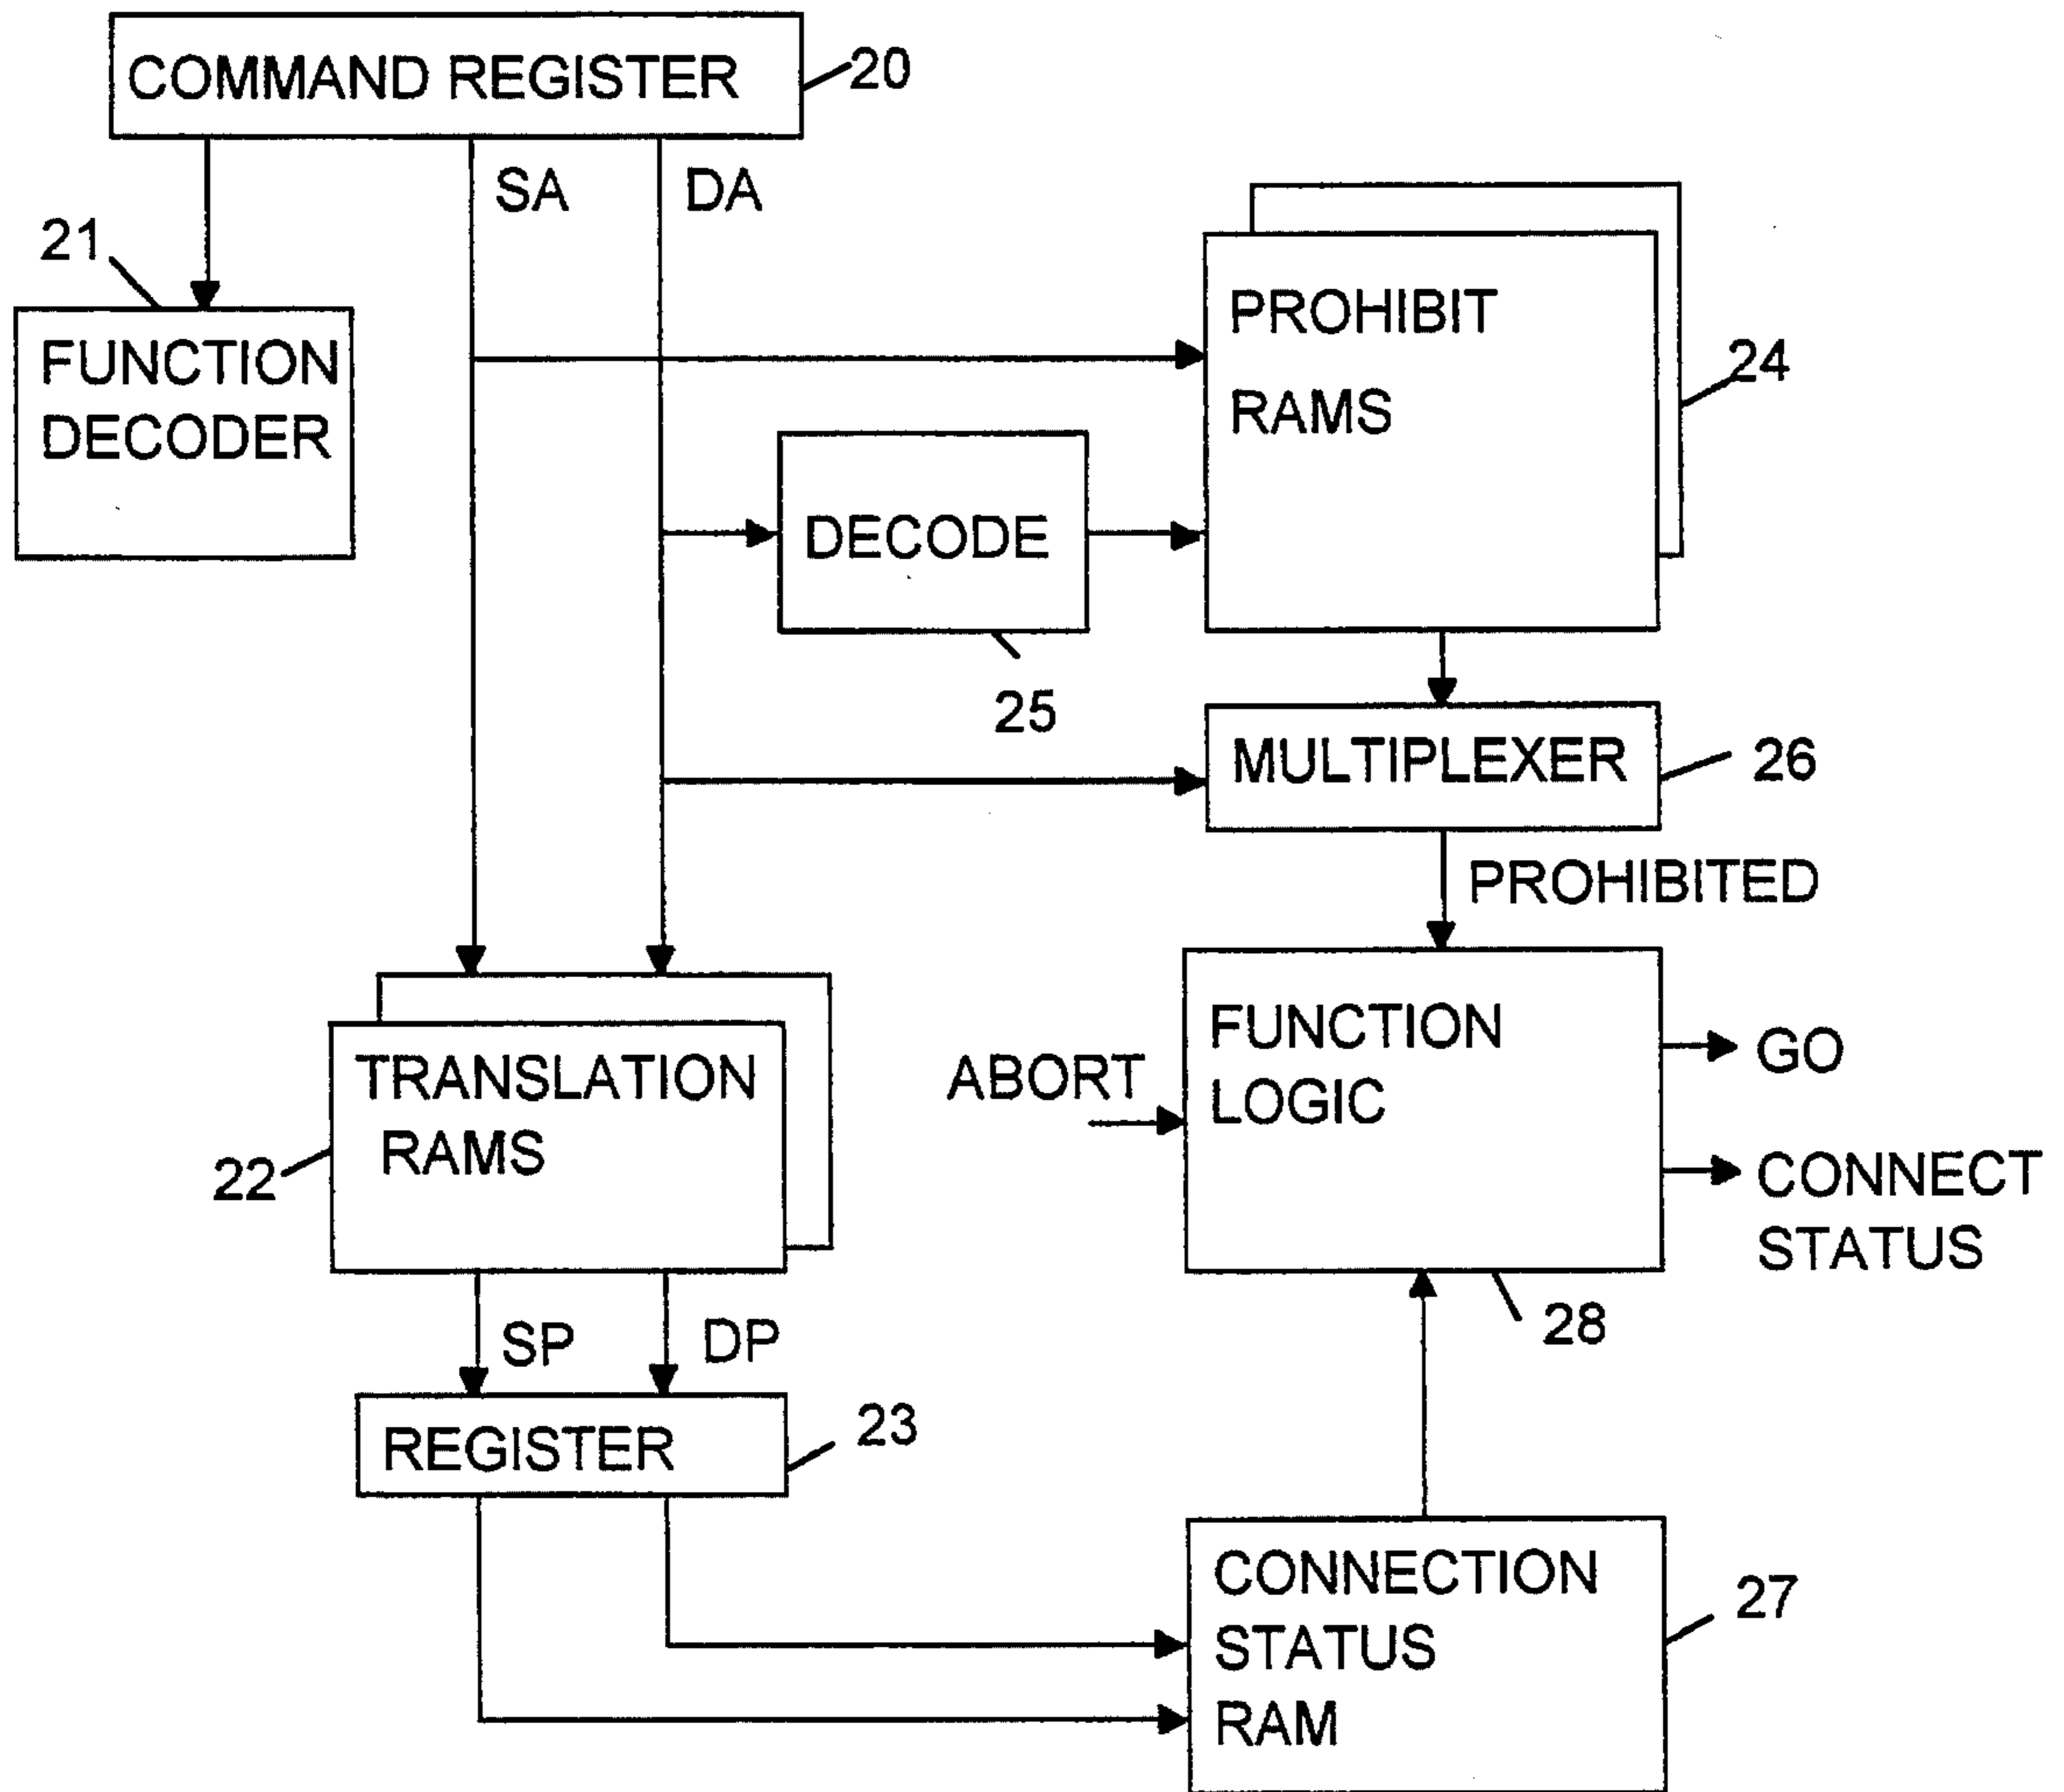 COMMAND REGISTER
20
SA
DA
21
FUNCTION
DECODER
PROHIBIT
RAMS
24
DECODE
25
MULTIPLEXER
26
PROHIBITED
TRANSLATION
RAMS
22
ABORT
FUNCTION
LOGIC
GO
CONNECT
STATUS
28
SP
DP
REGISTER
23
CONNECTION
STATUS
RAM
27